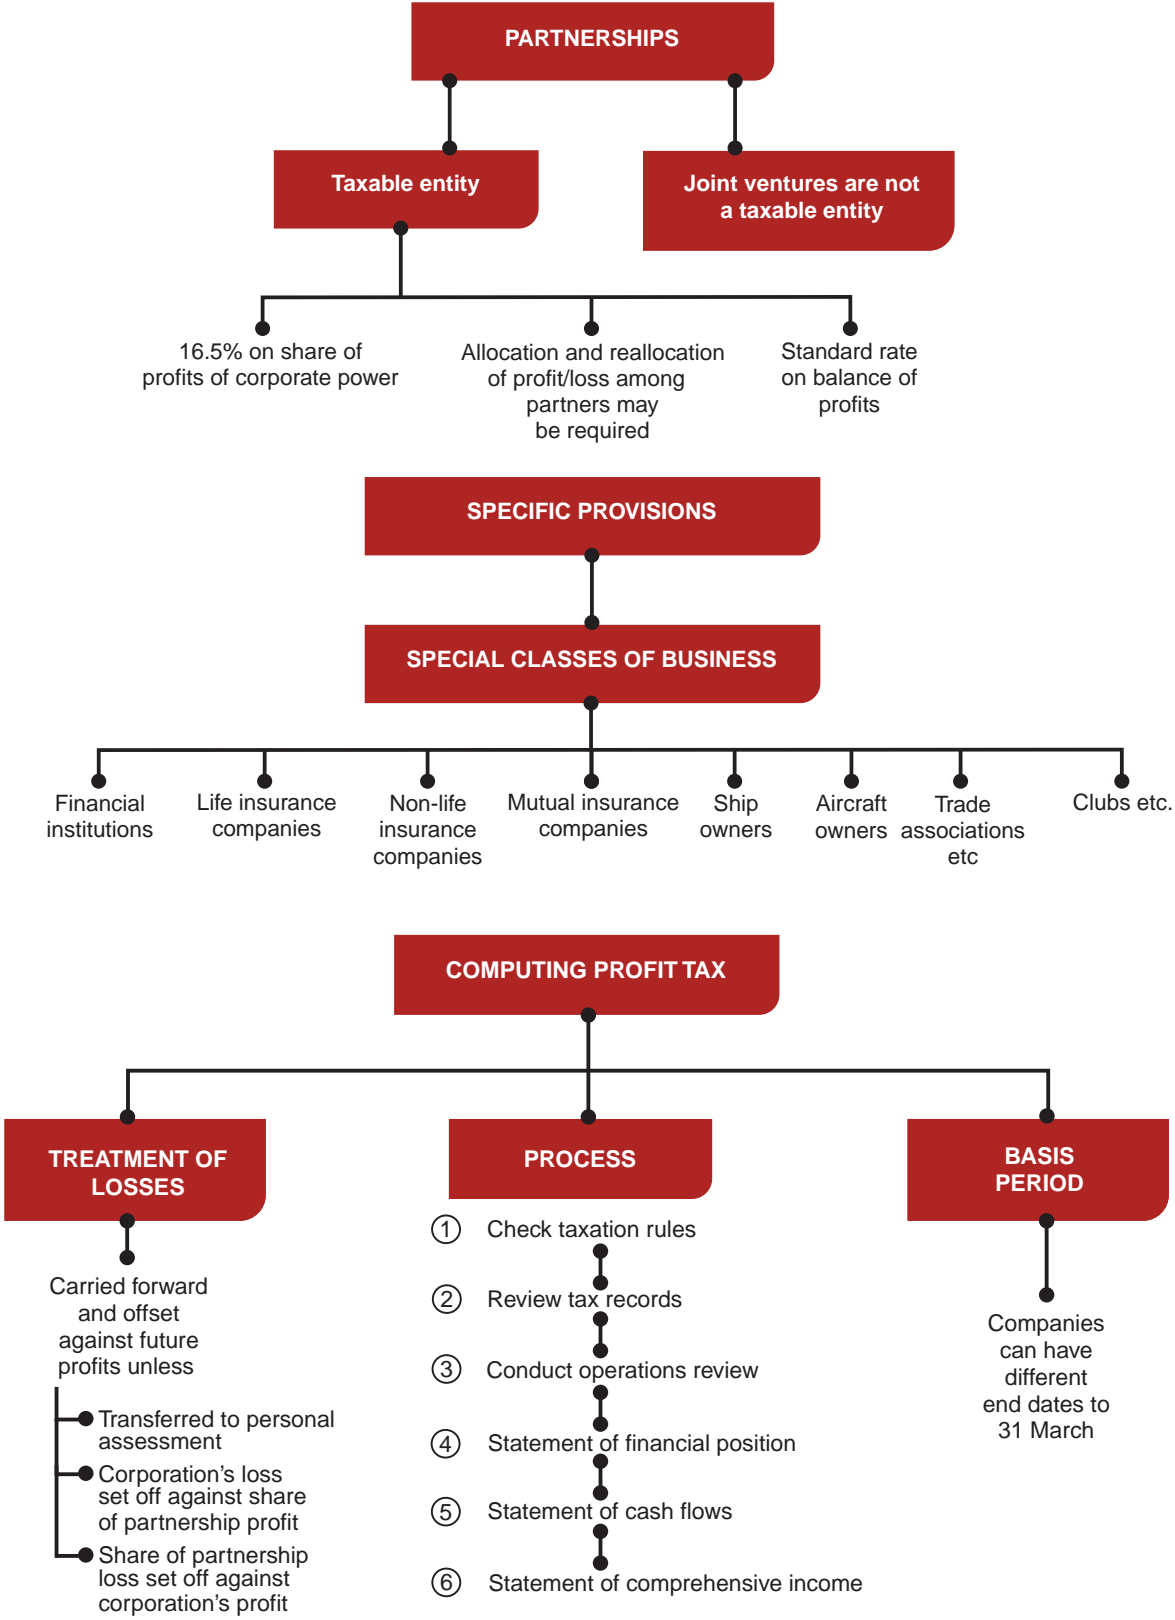 PARTNERSHIPS
Taxable entity
Joint ventures are not
a taxable entity
16.5% on share of
profits of corporate power
Allocation and reallocation
of profit/loss among
partners may
be required
Standard rate
on balance of
profits
SPECIFIC PROVISIONS
SPECIAL CLASSES OF BUSINESS
Financial
institutions
Life insurance
companies
Non-life
insurance
companies
Mutual insurance
companies
Ship
owners
Aircraft
owners
Trade
associations
etc
Clubs etc.
COMPUTING PROFIT TAX
TREATMENT OF
LOSSES
Carried forward
and offset
against future
profits unless
Transferred to personal
assessment
Corporation's loss
set off against share
of partnership profit
Share of partnership
loss set off against
corporation's profit
PROCESS
1 Check taxation rules
2 Review tax records
3 Conduct operations review
4 Statement of financial position
5 Statement of cash flows
6 Statement of comprehensive income
BASIS
PERIOD
Companies
can have
different
end dates to
31 March